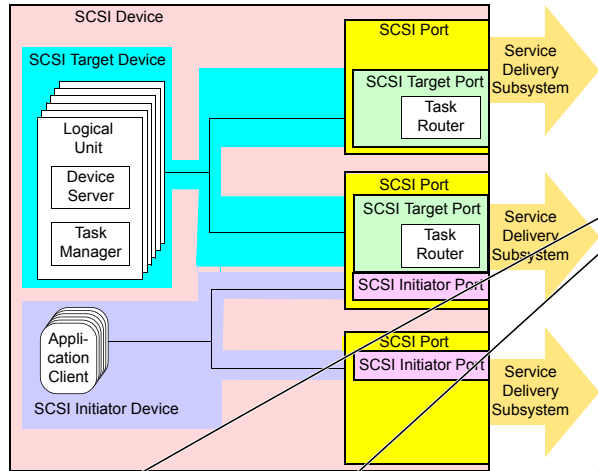 SCSI Device
SCSI Target Device
Logical
Unit
Device
Server
Task
Manager
SCSI Port
SCSI Target Port
Task
Router
Service
Delivery
Subsystem
SCSI Port
SCSI Target Port
Task
Router
SCSI Initiator Port
Service
Delivery
Subsystem
Appli-
cation
Client
SCSI Initiator Device
SCSI Port
SCSI Initiator Port
Service
Delivery
Subsystem